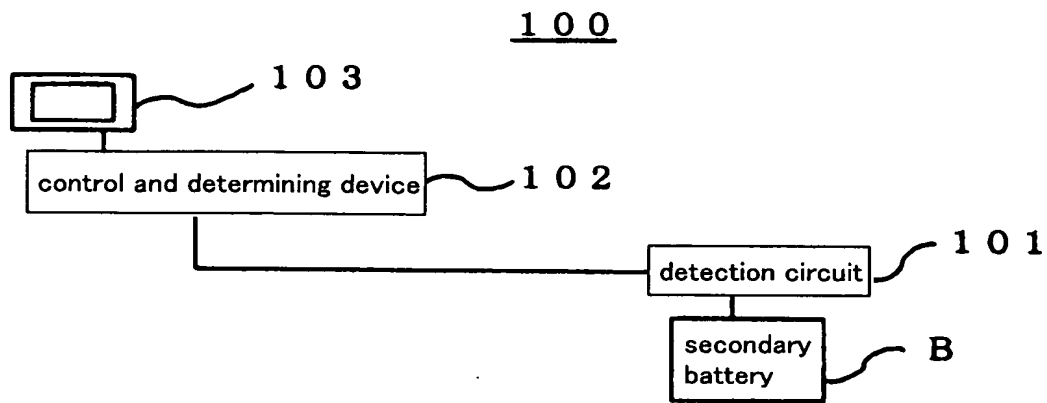 １００
１０３
control and determining device
１０２
１０１
detection circuit
secondary
battery
B